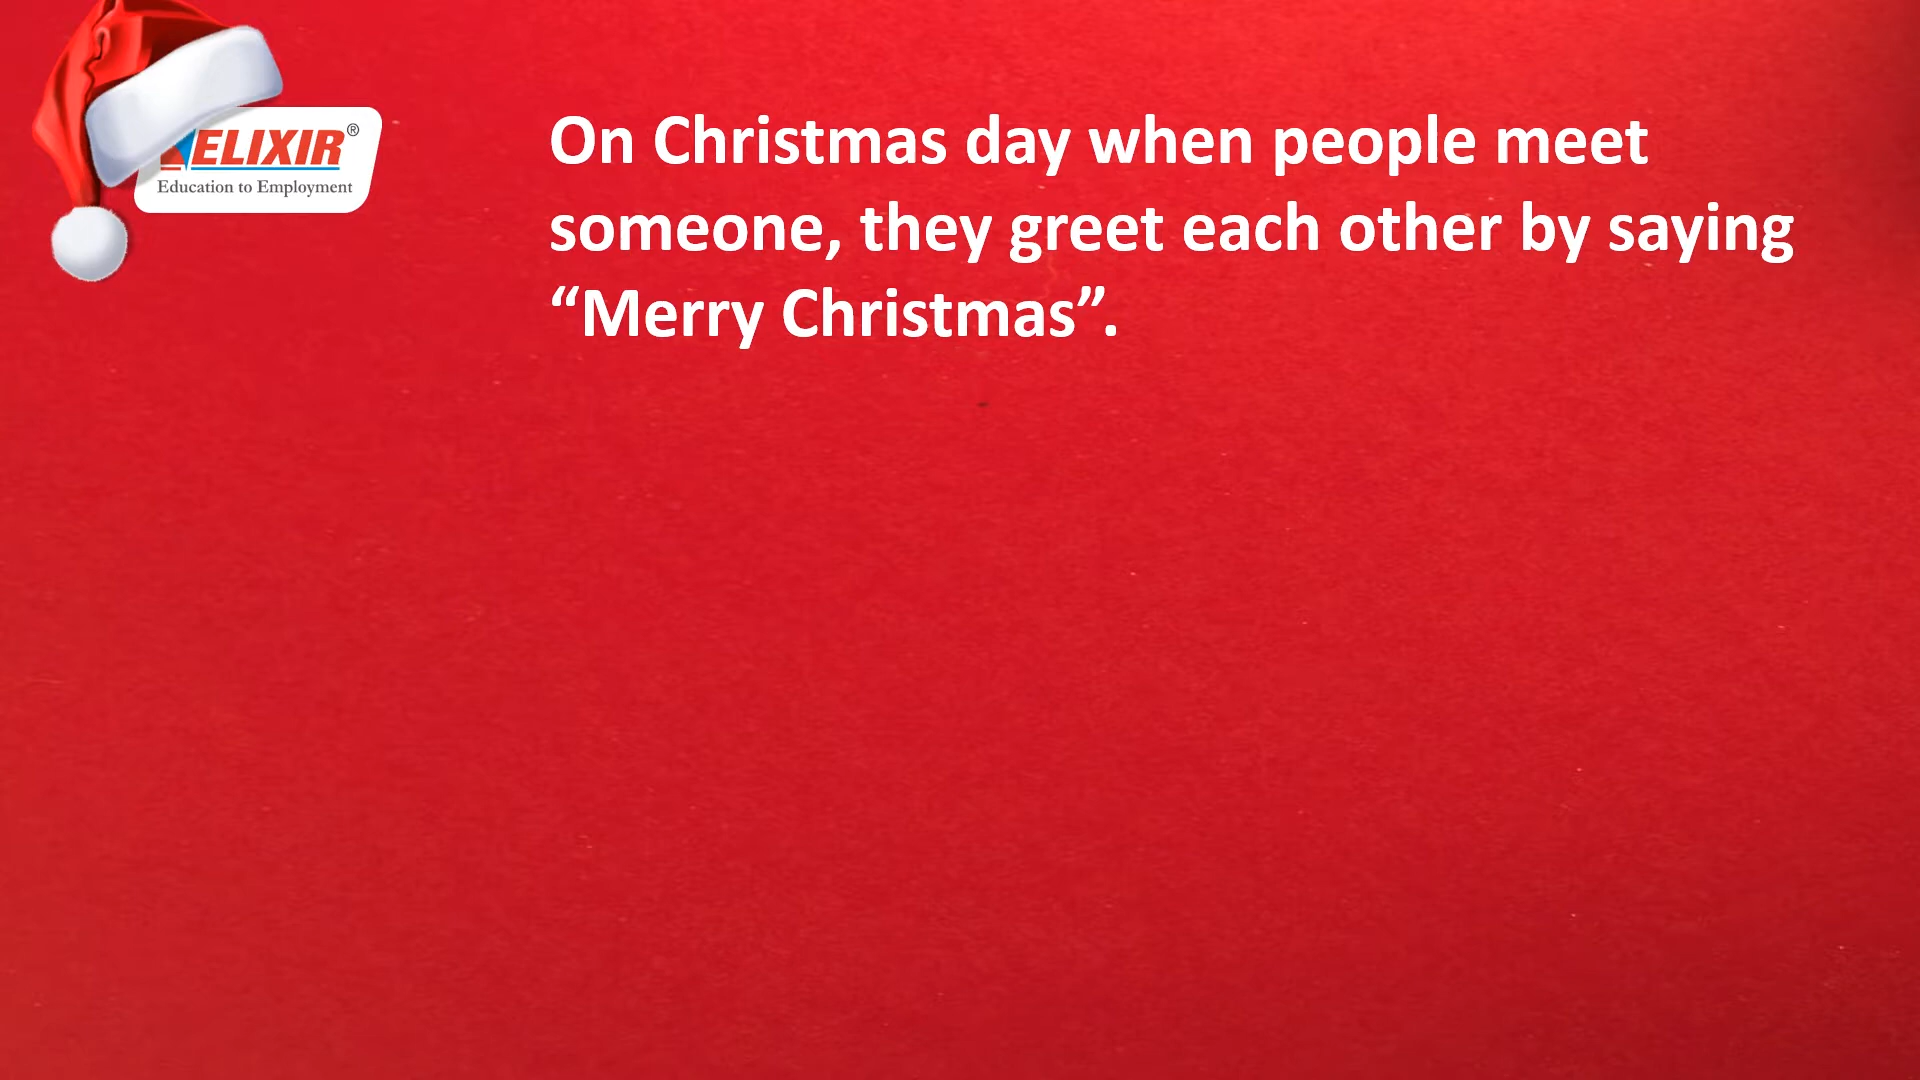 ELIXIR®
Education to Employment
On Christmas day when people meet
someone, they greet each other by saying
“Merry Christmas”.